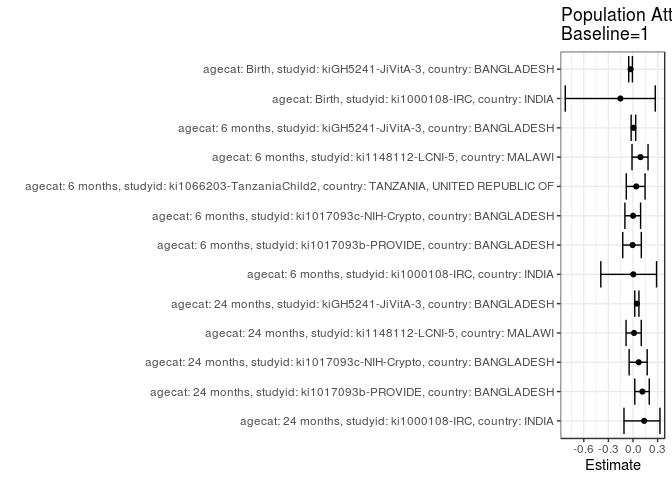 Population Att
Baseline=1
agecat: Birth, studyid: kiGH5241-JiVitA-3, country: BANGLADESH
agecat: Birth, studyid: ki1000108-IRC, country: INDIA
agecat: 6 months, studyid: kiGH5241-JiVitA-3, country: BANGLADESH
agecat: 6 months, studyid: ki1148112-LCNI-5, country: MALAWI
agecat: 6 months, studyid: ki1066203-TanzaniaChild2, country: TANZANIA, UNITED REPUBLIC OF
agecat: 6 months, studyid: ki1017093c-NIH-Crypto, country: BANGLADESH
agecat: 6 months, studyid: ki1017093b-PROVIDE, country: BANGLADESH
agecat: 6 months, studyid: ki1000108-IRC, country: INDIA
agecat: 24 months, studyid: kiGH5241-JiVitA-3, country: BANGLADESH
agecat: 24 months, studyid: ki1148112-LCNI-5, country: MALAWI
agecat: 24 months, studyid: ki1017093c-NIH-Crypto, country: BANGLADESH
agecat: 24 months, studyid: ki1017093b-PROVIDE, country: BANGLADESH
agecat: 24 months, studyid: ki1000108-IRC, country: INDIA
-0.6 -0.3 0.0 0.3
Estimate